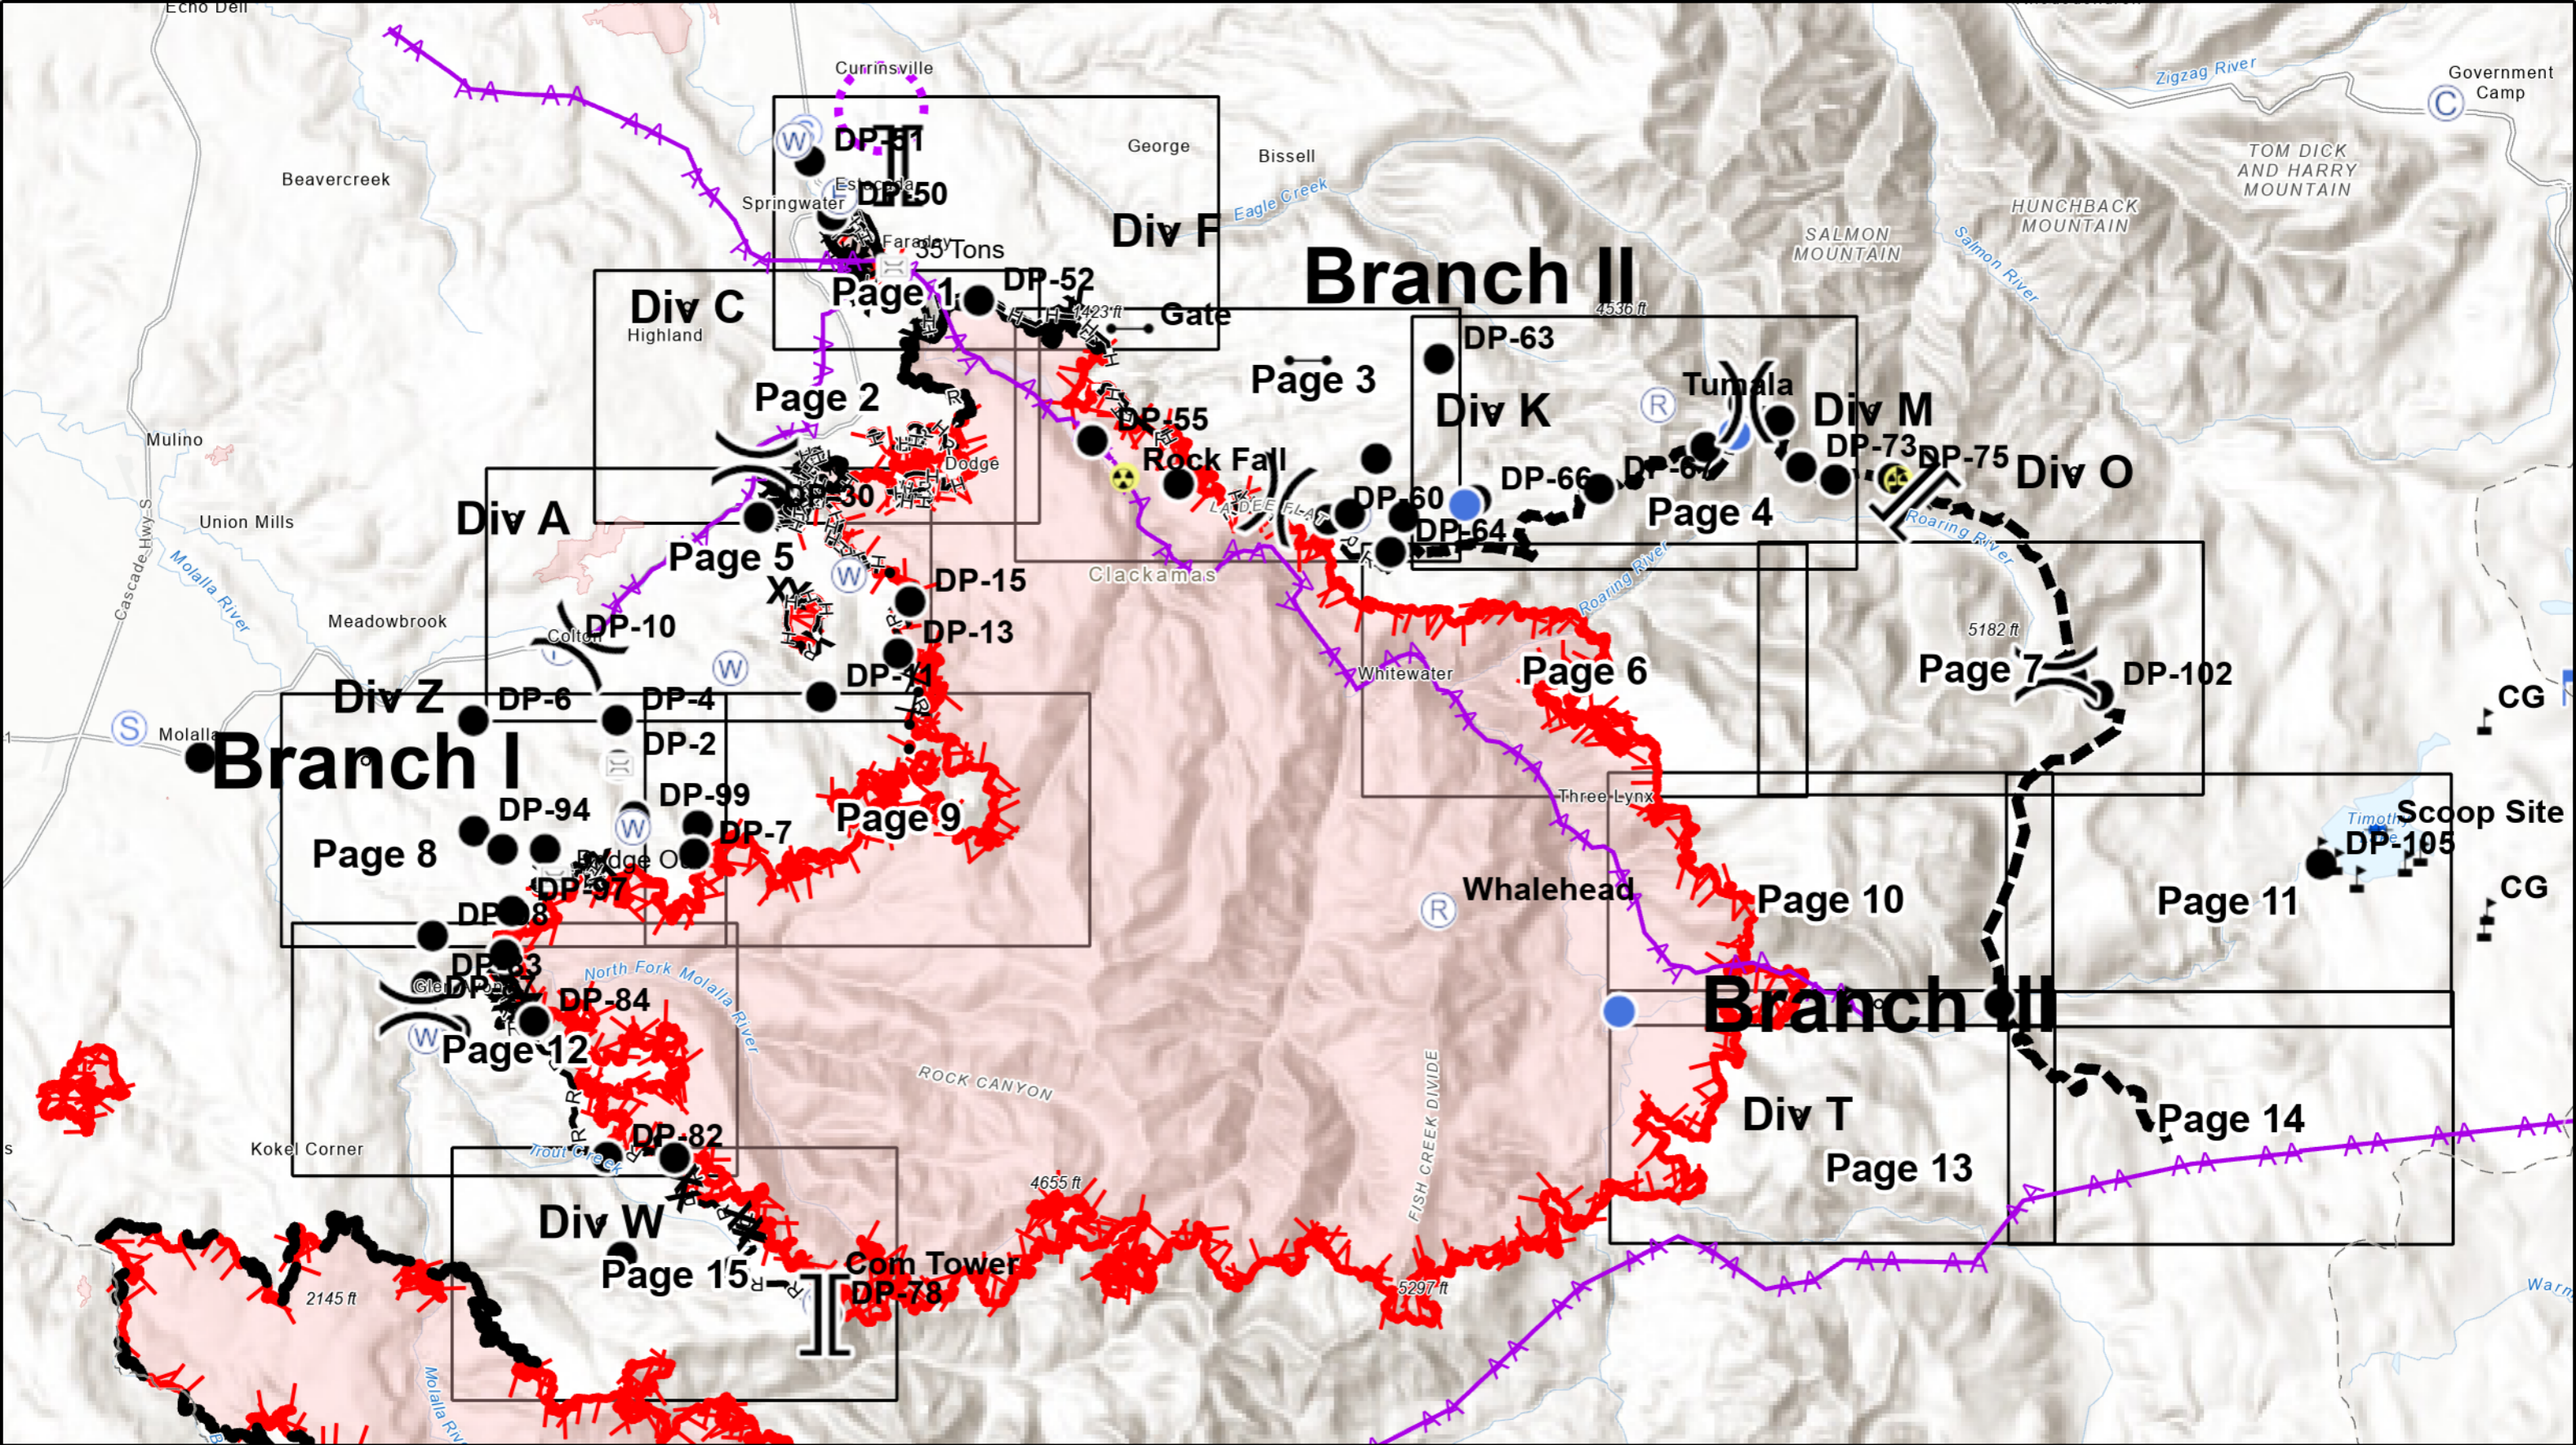 Echo Dell
Currinsville
Zigzag River
Government
Camp
C
DP-51
W
George
Bissell
TOM DICK
AND HARRY
MOUNTAIN
Beavercreek
Estacada
DP-50
Springwater
Eagle Creek
HUNCHBACK
MOUNTAIN
Div F
SALMON
MOUNTAIN
Salmon River
Faraday
35 Tons
Branch II
DP-52
Page 1
Div C
Highland
1423 ft
Gate
4536 ft
DP-63
Page 3
Page 2
Tumala
R
Div K
Div M
DP-55
Mulino
Dodge
Rock Fall
DP-73
DP-75
Div O
DP-66
DP-30
DP-60
LA DEE FLAT
Page 4
Div A
Union Mills
Cascade Hwy S
DP-64
Roaring River
Page 5
Molalla River
W
Clackamas
DP-15
Roaring River
Meadowbrook
Colton
DP-10
DP-13
5182 ft
W
DP-11
Whitewater
Page 6
Page 7
DP-102
Div Z
DP-6
DP-4
CG
S
Molalla
Branch I
DP-2
DP-99
Three Lynx
DP-94
W
DP-7
Page 9
Scoop Site
DP-105
Page 8
DP-97
R
Whalehead
Page 10
Page 11
CG
DP-84
North Fork Molalla River
Branch III
W
Page 12
ROCK CANYON
FISH CREEK DIVIDE
Div T
Page 14
DP-82
Kokel Corner
Trout Creek
Page 13
4655 ft
Div W
Page 15
Com Tower
DP-78
2145 ft
5297 ft
Molalla River